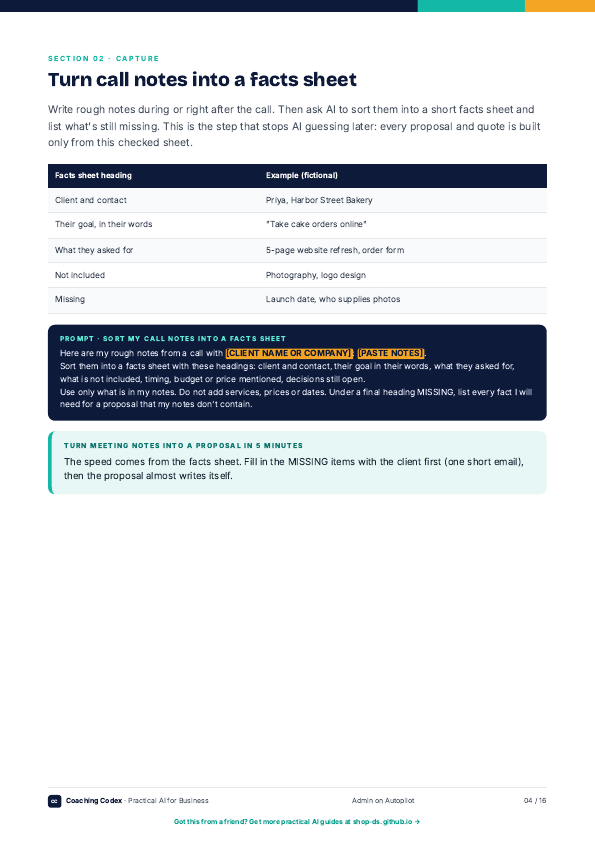 SECTION 02 · CAPTURE
Turn call notes into a facts sheet
Write rough notes during or right after the call. Then ask AI to sort them into a short facts sheet and
list what's still missing. This is the step that stops AI guessing later: every proposal and quote is built
only from this checked sheet.
Facts sheet heading Example (fictional)
Client and contact Priya, Harbor Street Bakery
Their goal, in their words "Take cake orders online"
What they asked for 5-page website refresh, order form
Not included Photography, logo design
Missing Launch date, who supplies photos
PROMPT · SORT MY CALL NOTES INTO A FACTS SHEET
Here are my rough notes from a call with [CLIENT NAME OR COMPANY]: [PASTE NOTES].
Sort them into a facts sheet with these headings: client and contact, their goal in their words, what they asked for,
what is not included, timing, budget or price mentioned, decisions still open.
Use only what is in my notes. Do not add services, prices or dates. Under a final heading MISSING, list every fact I will
need for a proposal that my notes don't contain.
TURN MEETING NOTES INTO A PROPOSAL IN 5 MINUTES
The speed comes from the facts sheet. Fill in the MISSING items with the client first (one short email),
then the proposal almost writes itself.
cc Coaching Codex · Practical AI for Business Admin on Autopilot 04 / 16
Got this from a friend? Get more practical AI guides at shop-ds.github.io →